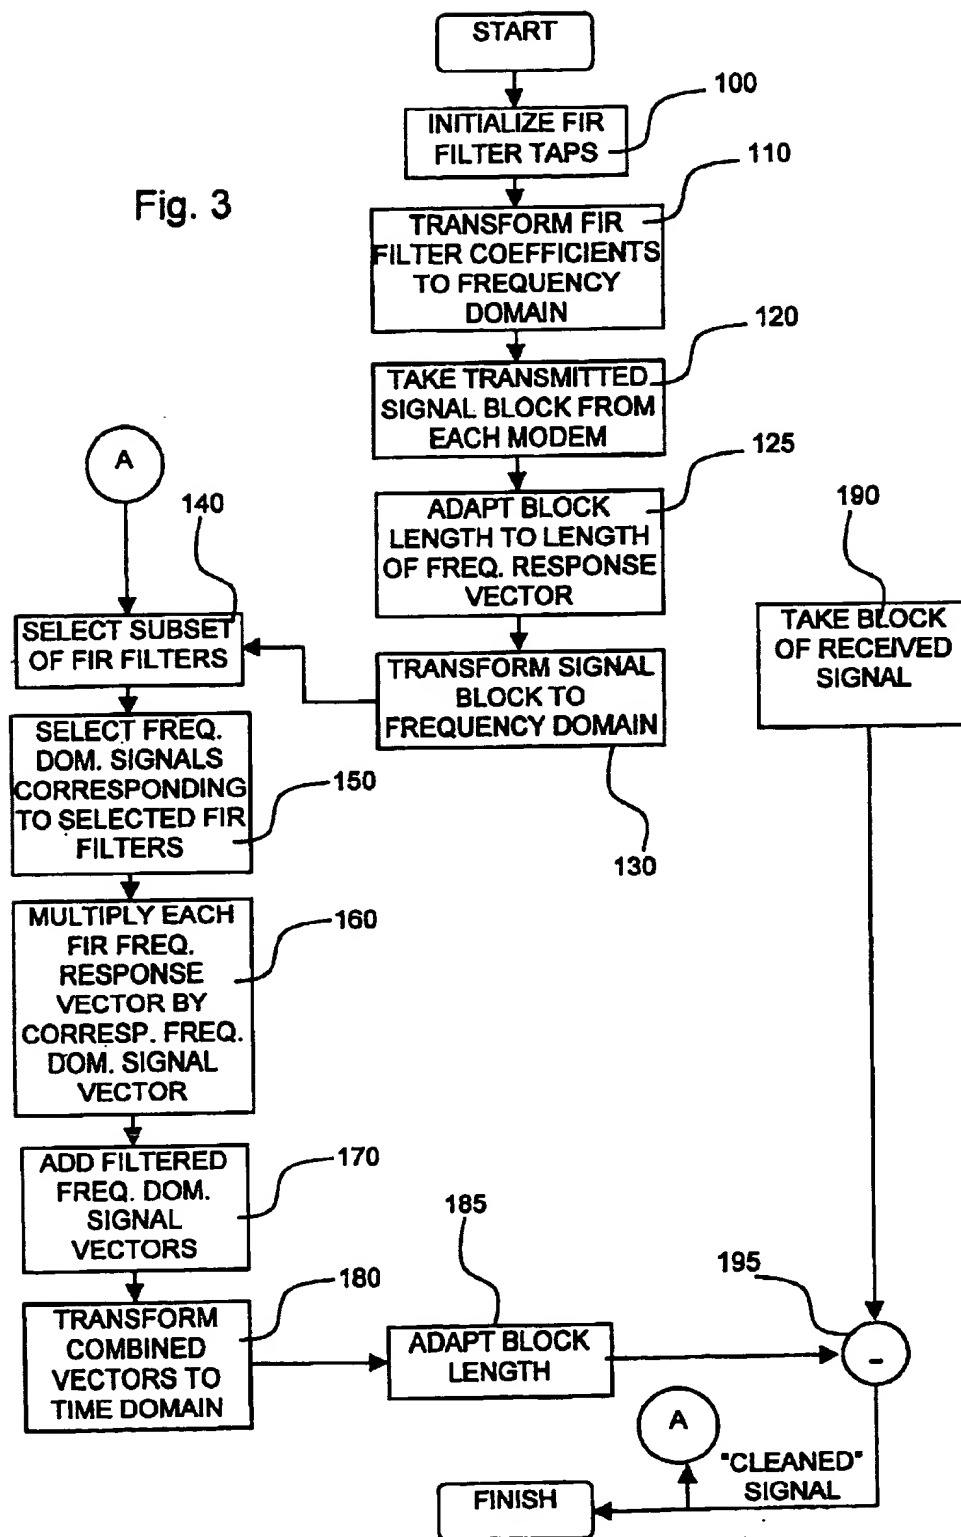 START
100
INITIALIZE FIR
FILTER TAPS
110
Fig. 3
TRANSFORM FIR
FILTER COEFFICIENTS
TO FREQUENCY
DOMAIN
120
TAKE TRANSMITTED
SIGNAL BLOCK FROM
EACH MODEM
125
A
ADAPT BLOCK
LENGTH TO LENGTH
OF FREQ. RESPONSE
VECTOR
140
190
SELECT SUBSET
OF FIR FILTERS
TRANSFORM SIGNAL
BLOCK TO
FREQUENCY DOMAIN
TAKE BLOCK
OF RECEIVED
SIGNAL
SELECT FREQ.
DOM. SIGNALS
CORRESPONDING
TO SELECTED FIR
FILTERS
150
130
MULTIPLY EACH
FIR FREQ.
RESPONSE
VECTOR BY
CORRESP. FREQ.
DOM. SIGNAL
VECTOR
160
ADD FILTERED
FREQ. DOM.
SIGNAL
VECTORS
170
185
180
195
TRANSFORM
COMBINED
VECTORS TO
TIME DOMAIN
ADAPT BLOCK
LENGTH
-
A
"CLEANED"
SIGNAL
FINISH